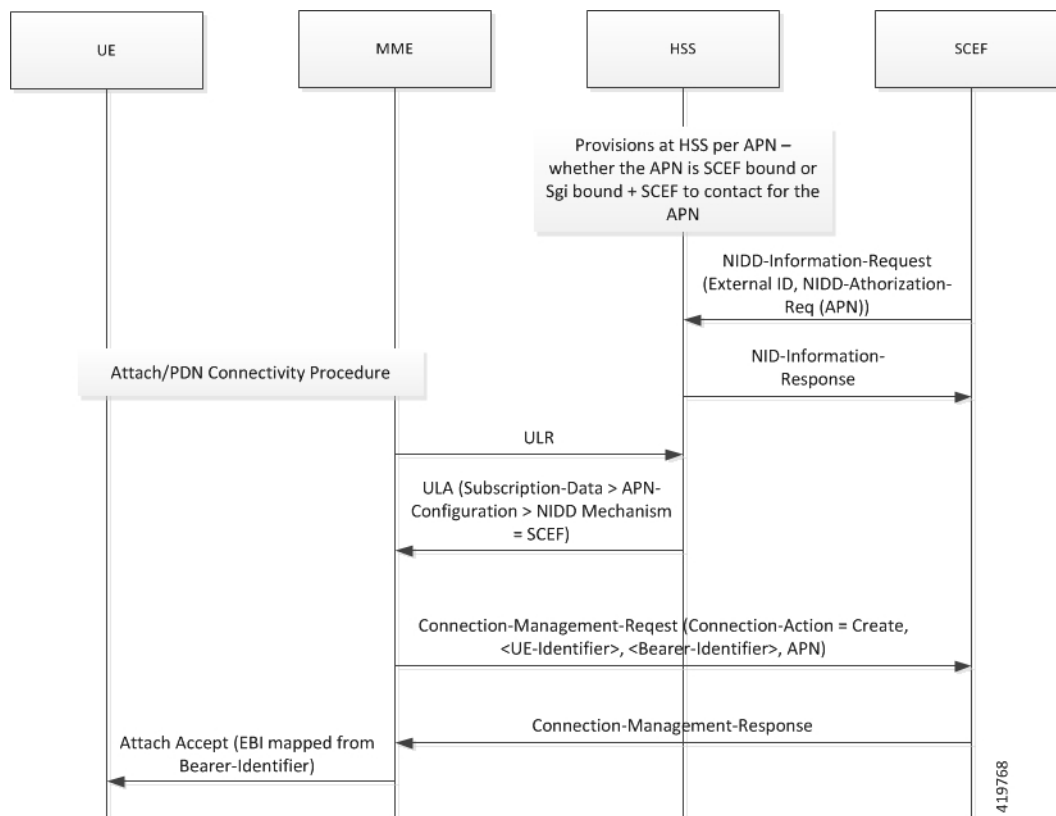 UE
MME
HSS
SCEF
Provisions at HSS per APN –
whether the APN is SCEF bound or
Sgi bound + SCEF to contact for the
APN
NIDD-Information-Request
(External ID, NIDD-Athorization-
Req (APN))
Attach/PDN Connectivity Procedure
NID-Information-
Response
ULR
ULA (Subscription-Data > APN-
Configuration > NIDD Mechanism
= SCEF)
Connection-Management-Reqest (Connection-Action = Create,
<UE-Identifier>, <Bearer-Identifier>, APN)
Connection-Management-Response
Attach Accept (EBI mapped from
Bearer-Identifier)
419768